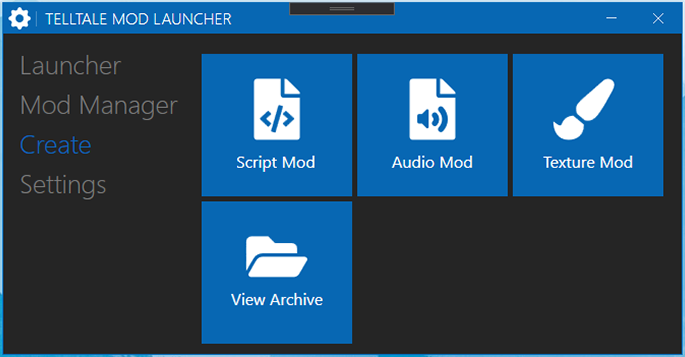 TELLTALE MOD LAUNCHER
Launcher
Mod Manager
Create
Settings
Script Mod
Audio Mod
Texture Mod
View Archive